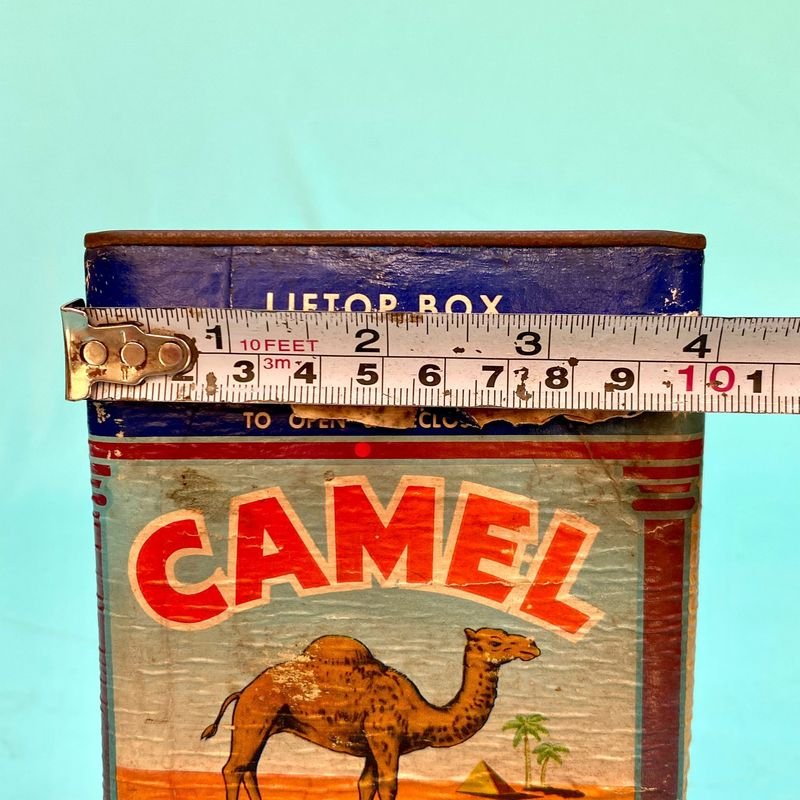 LIFTOP BOX
1 10 FEET 2 3 4
2 3 3m 4 5 6 7 8 9 10 1
TO OPEN
CAMEL